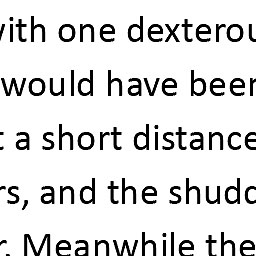 with one dexterou
would have been
t a short distance
rs, and the shudd
r. Meanwhile the